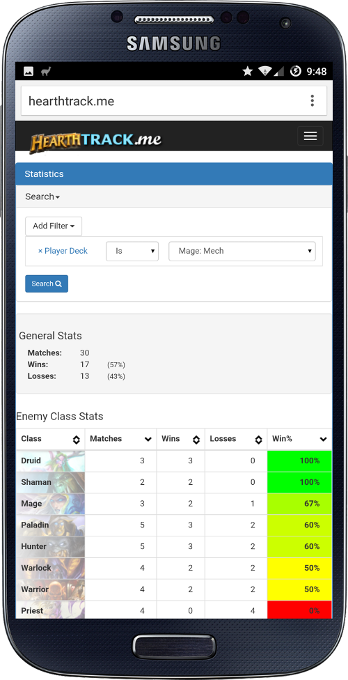 SAMSUNG
9:48
hearthtrack.me
HEARTHTRACK.me
Statistics
Search
Add Filter
× Player Deck Is Mage: Mech
Search
General Stats
Matches: 30
Wins: 17 (57%)
Losses: 13 (43%)
Enemy Class Stats
Class Matches Wins Losses Win%
Druid 3 3 0 100%
Shaman 2 2 0 100%
Mage 3 2 1 67%
Paladin 5 3 2 60%
Hunter 5 3 2 60%
Warlock 4 2 2 50%
Warrior 4 2 2 50%
Priest 4 0 4 0%